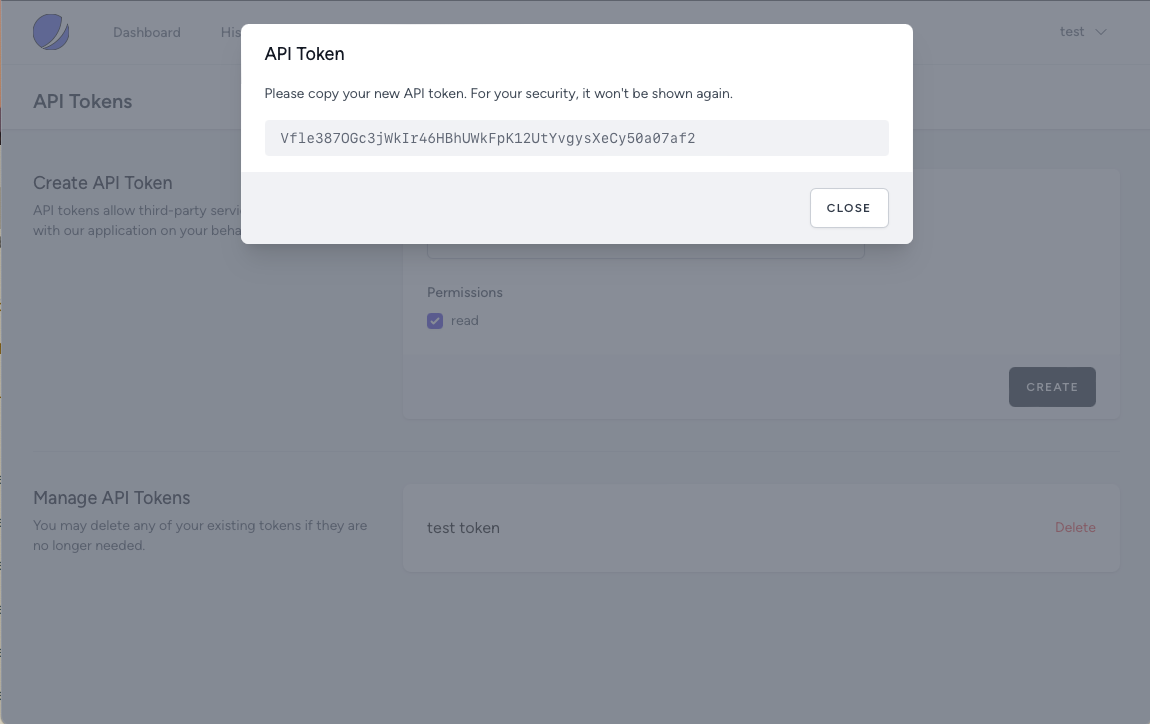 Dashboard
His
test
API Token
Please copy your new API token. For your security, it won't be shown again.
Vfle387OGc3jWkIr46HBhUWkFpK12UtYvgysXeCy50a07af2
CLOSE
API Tokens
Create API Token
API tokens allow third-party servi
with our application on your beha
Permissions
read
CREATE
Manage API Tokens
You may delete any of your existing tokens if they are
no longer needed.
test token
Delete